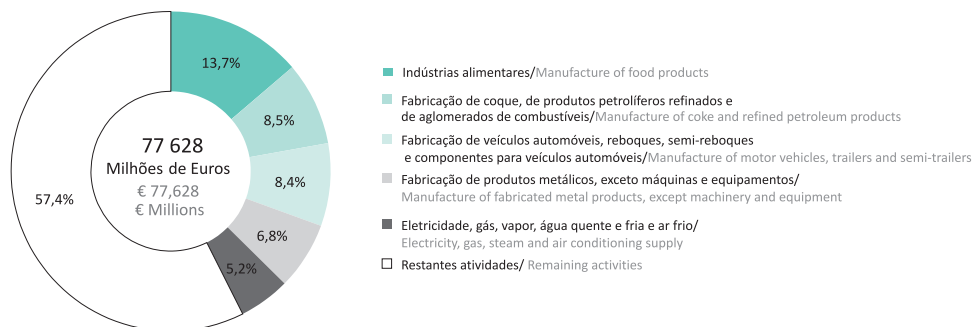 13,7%
8,5%
8,4%
6,8%
5,2%
57,4%
77 628
Milhões de Euros
€ 77,628
€ Millions
Indústrias alimentares/Manufacture of food products
Fabricação de coque, de produtos petrolíferos refinados e
de aglomerados de combustíveis/Manufacture of coke and refined petroleum products
Fabricação de veículos automóveis, reboques, semi-reboques
e componentes para veículos automóveis/Manufacture of motor vehicles, trailers and semi-trailers
Fabricação de produtos metálicos, exceto máquinas e equipamentos/
Manufacture of fabricated metal products, except machinery and equipment
Eletricidade, gás, vapor, água quente e fria e ar frio/
Electricity, gas, steam and air conditioning supply
Restantes atividades/ Remaining activities